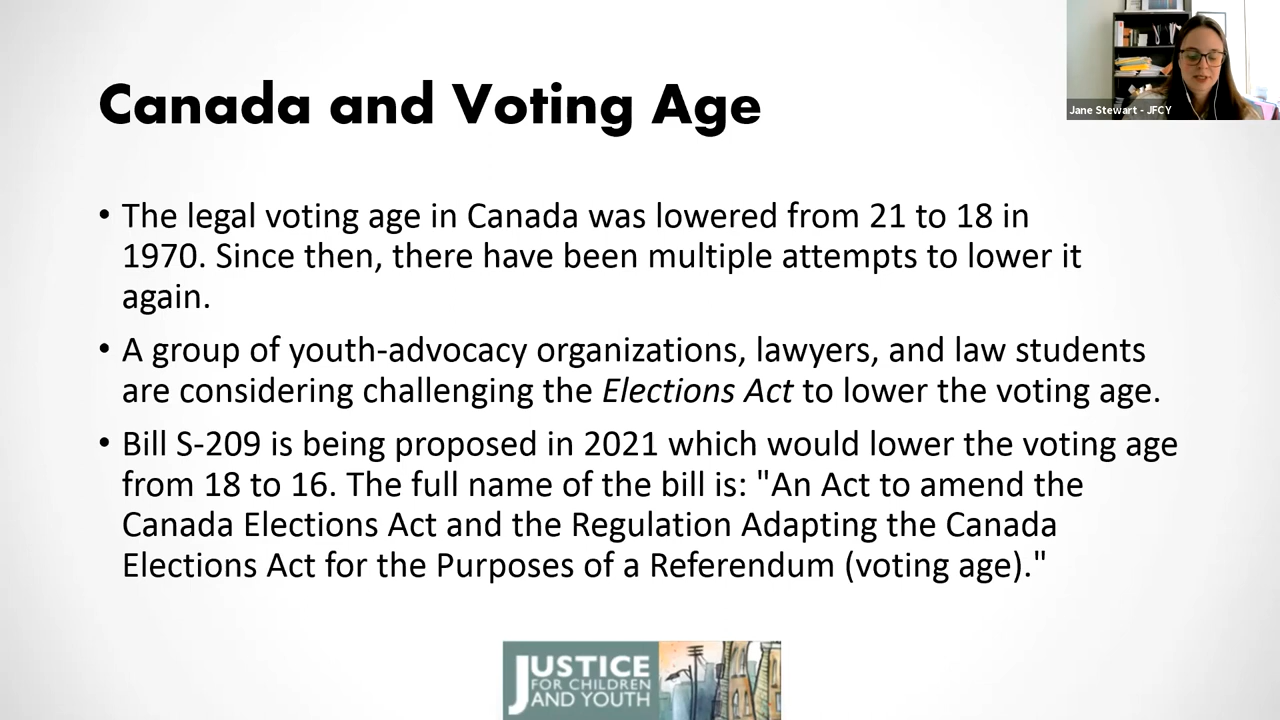 Canada and Voting Age
Jane Stewart - JFCY
• The legal voting age in Canada was lowered from 21 to 18 in
1970. Since then, there have been multiple attempts to lower it
again.
• A group of youth-advocacy organizations, lawyers, and law students
are considering challenging the Elections Act to lower the voting age.
• Bill S-209 is being proposed in 2021 which would lower the voting age
from 18 to 16. The full name of the bill is: "An Act to amend the
Canada Elections Act and the Regulation Adapting the Canada
Elections Act for the Purposes of a Referendum (voting age)."
JUSTICE
FOR CHILDREN
AND YOUTH